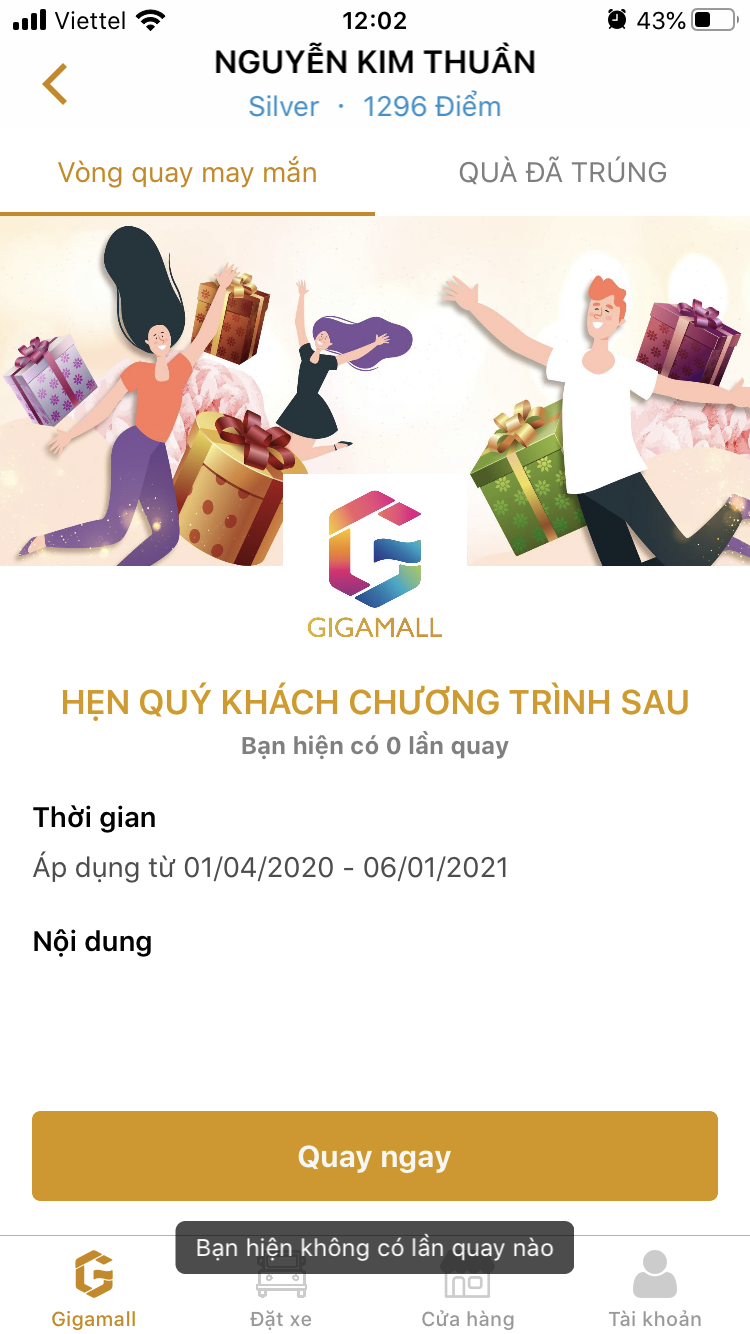 Viettel 12:02 43%
NGUYỄN KIM THUẦN
Silver · 1296 Điểm
Vòng quay may mắn QUÀ ĐÃ TRÚNG
GIGAMALL
HẸN QUÝ KHÁCH CHƯƠNG TRÌNH SAU
Bạn hiện có 0 lần quay
Thời gian
Áp dụng từ 01/04/2020 - 06/01/2021
Nội dung
Quay ngay
Bạn hiện không có lần quay nào
Gigamall Đặt xe Cửa hàng Tài khoản